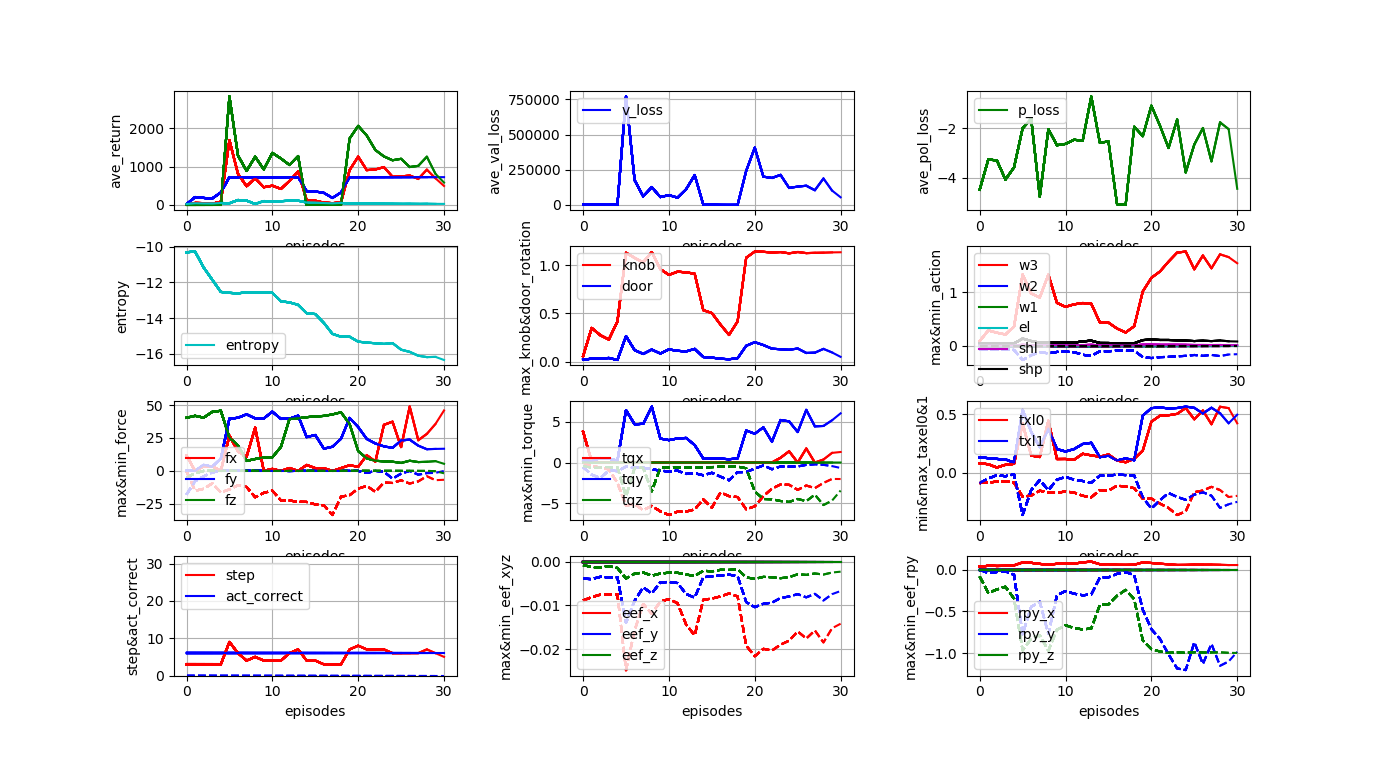 ave_return
2000
1000
0
0
10
20
30
episodes
ave_val_loss
750000
500000
250000
0
v_loss
0
10
20
30
episodes
ave_pol_loss
−2
−4
p_loss
0
10
20
30
episodes
entropy
−10
−12
−14
−16
entropy
0
10
20
30
max_knob&door_rotation
1.0
0.5
0.0
knob
door
0
10
20
30
max&min_action
1
0
w3
w2
w1
el
shl
shp
0
10
20
30
max&min_force
50
25
0
−25
fx
fy
fz
0
10
20
30
episodes
max&min_torque
5
0
−5
tqx
tqy
tqz
0
10
20
30
episodes
min&max_taxel0&1
0.5
0.0
txl0
txl1
0
10
20
30
episodes
step&act_correct
30
20
10
0
step
act_correct
0
10
20
30
episodes
max&min_eef_xyz
0.00
−0.01
−0.02
eef_x
eef_y
eef_z
0
10
20
30
episodes
max&min_eef_rpy
0.0
−0.5
−1.0
rpy_x
rpy_y
rpy_z
0
10
20
30
episodes